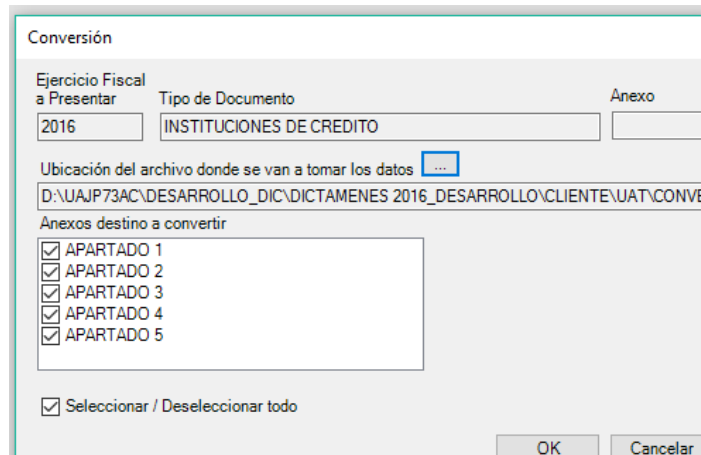 Conversión
Ejercicio Fiscal
a Presentar
Tipo de Documento
Anexo
2016
INSTITUCIONES DE CREDITO
Ubicación del archivo donde se van a tomar los datos ...
D:\UAJP73AC\DESARROLLO_DIC\DICTAMENES 2016_DESARROLLO\CLIENTE\UAT\CONVE
Anexos destino a convertir
APARTADO 1
APARTADO 2
APARTADO 3
APARTADO 4
APARTADO 5
Seleccionar / Deseleccionar todo
OK Cancelar